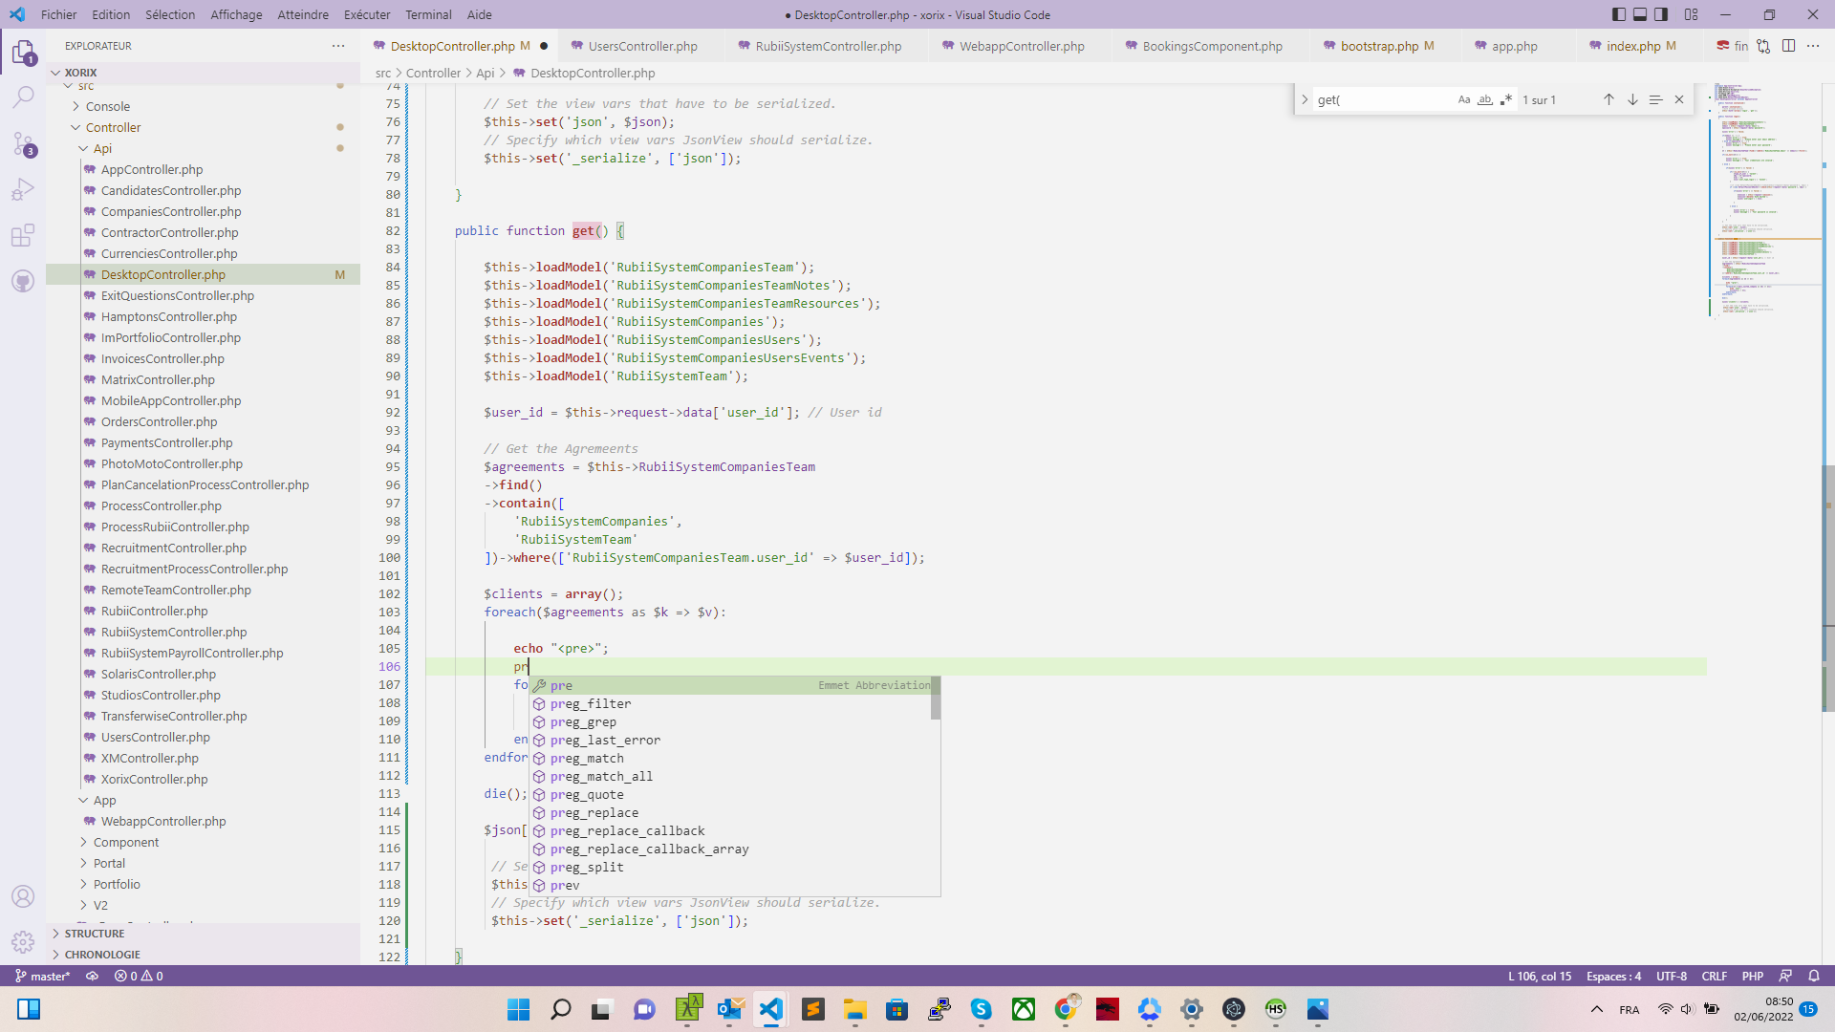 Fichier Edition Sélection Affichage Atteindre Exécuter Terminal Aide
● DesktopController.php - xorix - Visual Studio Code
EXPLORATEUR
DesktopController.php M ●
UsersController.php
RubiiSystemController.php
WebappController.php
BookingsComponent.php
bootstrap.php M
app.php
index.php M
fin
XORIX
src > Controller > Api > DesktopController.php
get(
Aa ab .*
1 sur 1
src
Console
Controller
Api
AppController.php
CandidatesController.php
CompaniesController.php
ContractorController.php
CurrenciesController.php
DesktopController.php M
ExitQuestionsController.php
HamptonsController.php
ImPortfolioController.php
InvoicesController.php
MatrixController.php
MobileAppController.php
OrdersController.php
PaymentsController.php
PhotoMotoController.php
PlanCancelationProcessController.php
ProcessController.php
ProcessRubiiController.php
RecruitmentController.php
RecruitmentProcessController.php
RemoteTeamController.php
RubiiController.php
RubiiSystemController.php
RubiiSystemPayrollController.php
SolarisController.php
StudiosController.php
TransferwiseController.php
UsersController.php
XMController.php
XorixController.php
App
WebappController.php
Component
Portal
Portfolio
V2
STRUCTURE
CHRONOLOGIE
74
75 // Set the view vars that have to be serialized.
76 $this->set('json', $json);
77 // Specify which view vars JsonView should serialize.
78 $this->set('_serialize', ['json']);
79
80 }
81
82 public function get() {
83
84 $this->loadModel('RubiiSystemCompaniesTeam');
85 $this->loadModel('RubiiSystemCompaniesTeamNotes');
86 $this->loadModel('RubiiSystemCompaniesTeamResources');
87 $this->loadModel('RubiiSystemCompanies');
88 $this->loadModel('RubiiSystemCompaniesUsers');
89 $this->loadModel('RubiiSystemCompaniesUsersEvents');
90 $this->loadModel('RubiiSystemTeam');
91
92 $user_id = $this->request->data['user_id']; // User id
93
94 // Get the Agremeents
95 $agreements = $this->RubiiSystemCompaniesTeam
96 ->find()
97 ->contain([
98 'RubiiSystemCompanies',
99 'RubiiSystemTeam'
100 ])->where(['RubiiSystemCompaniesTeam.user_id' => $user_id]);
101
102 $clients = array();
103 foreach($agreements as $k => $v):
104
105 echo "<pre>";
106 pr
107 fo
108
109
110 en
111 endfor
112
113 die();
114
115 $json[
116
117 // Se
118 $this
119 // Specify which view vars JsonView should serialize.
120 $this->set('_serialize', ['json']);
121
122 }
pre Emmet Abbreviation
preg_filter
preg_grep
preg_last_error
preg_match
preg_match_all
preg_quote
preg_replace
preg_replace_callback
preg_replace_callback_array
preg_split
prev
1
3
master* 0 0
L 106, col 15 Espaces : 4 UTF-8 CRLF PHP
FRA
08:50
02/06/2022
15
HS